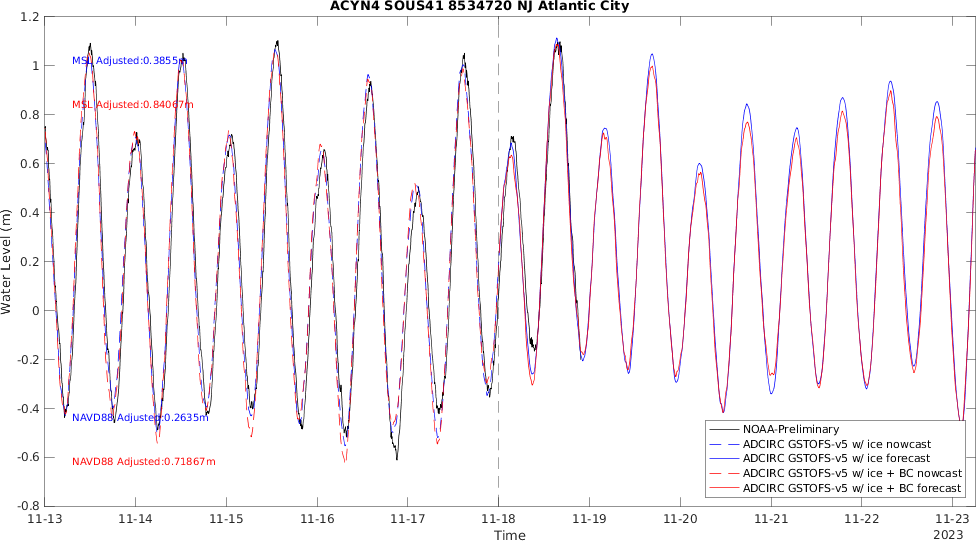 ACYN4 SOUS41 8534720 NJ Atlantic City
1.2
1
0.8
0.6
0.4
0.2
0
-0.2
-0.4
-0.6
-0.8
Water Level (m)
MSL Adjusted:0.3855m
MSL Adjusted:0.84067m
NAVD88 Adjusted:0.2635m
NAVD88 Adjusted:0.71867m
NOAA-Preliminary
ADCIRC GSTOFS-v5 w/ ice nowcast
ADCIRC GSTOFS-v5 w/ ice forecast
ADCIRC GSTOFS-v5 w/ ice + BC nowcast
ADCIRC GSTOFS-v5 w/ ice + BC forecast
11-13 11-14 11-15 11-16 11-17 11-18 11-19 11-20 11-21 11-22 11-23
Time 2023